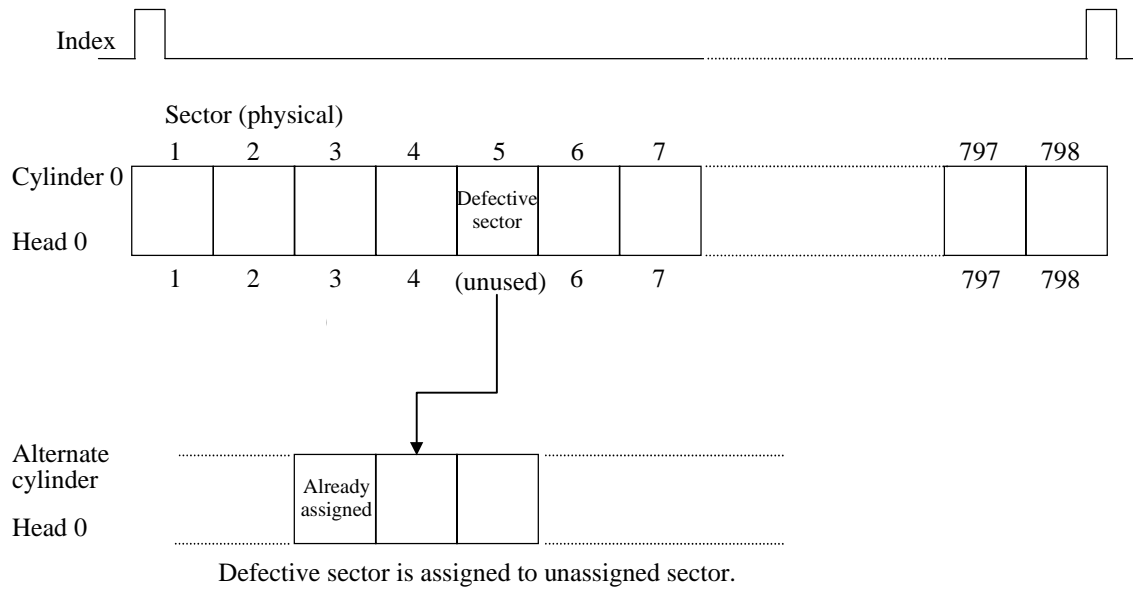 Index
Sector (physical)
1 2 3 4 5 6 7 797 798
Cylinder 0
Defective
sector
Head 0
1 2 3 4 (unused) 6 7 797 798
Alternate
cylinder
Already
assigned
Head 0
Defective sector is assigned to unassigned sector.